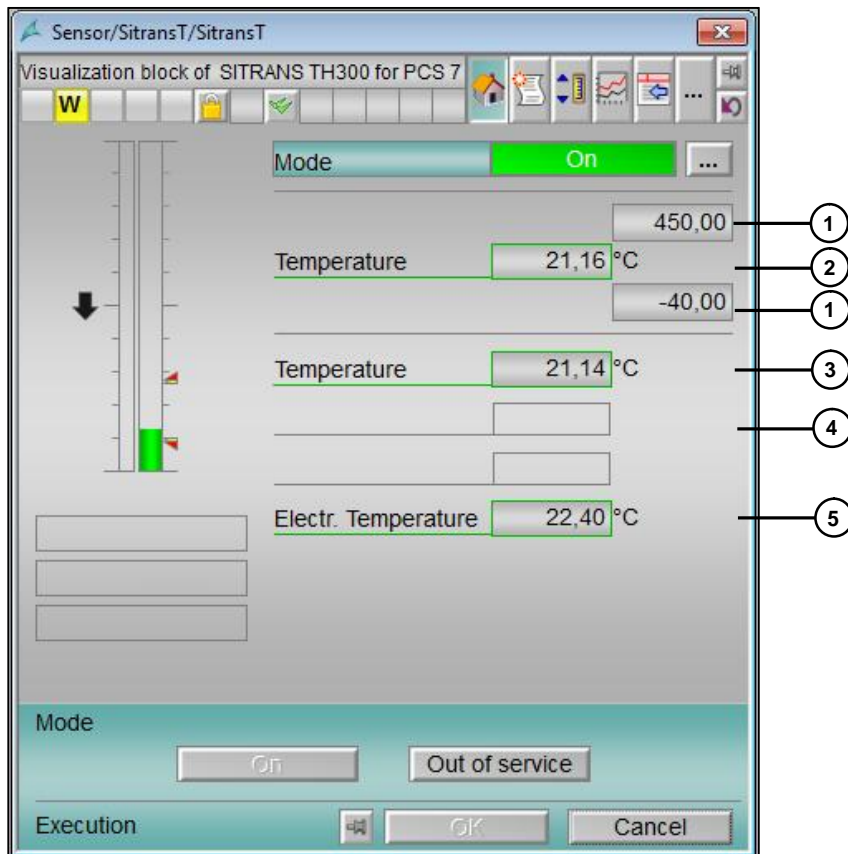 Sensor/SitransT/SitransT
Visualization block of SITRANS TH300 for PCS 7
W
...
Mode On ...
450,00 1
Temperature 21,16 °C 2
-40,00 1
Temperature 21,14 °C 3
4
Electr. Temperature 22,40 °C 5
Mode
On Out of service
Execution OK Cancel